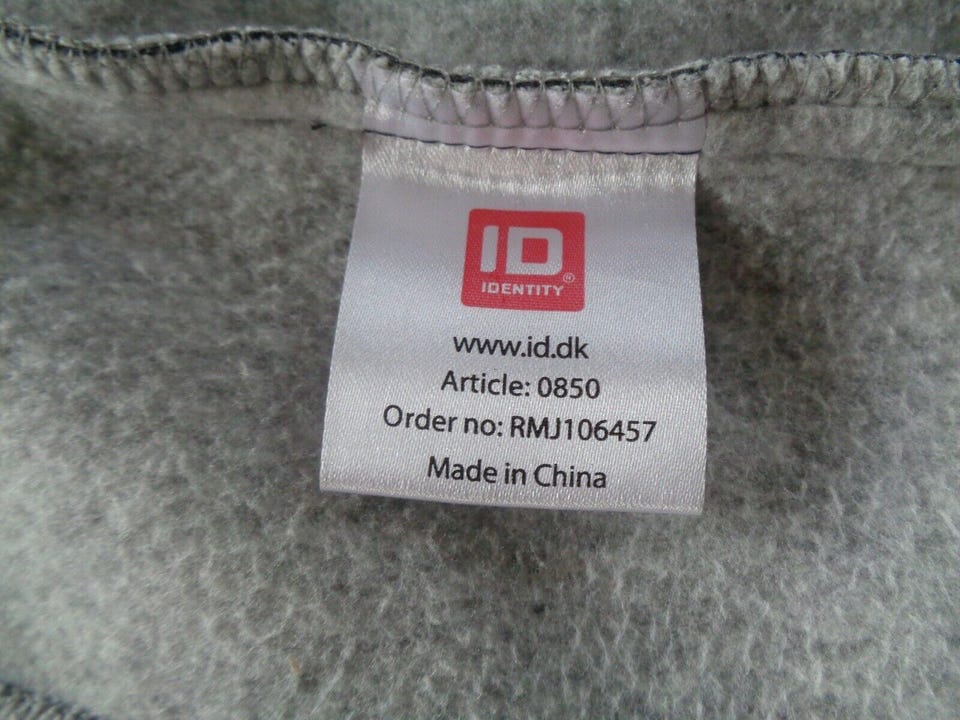 ID®
IDENTITY
www.id.dk
Article: 0850
Order no: RMJ106457
Made in China